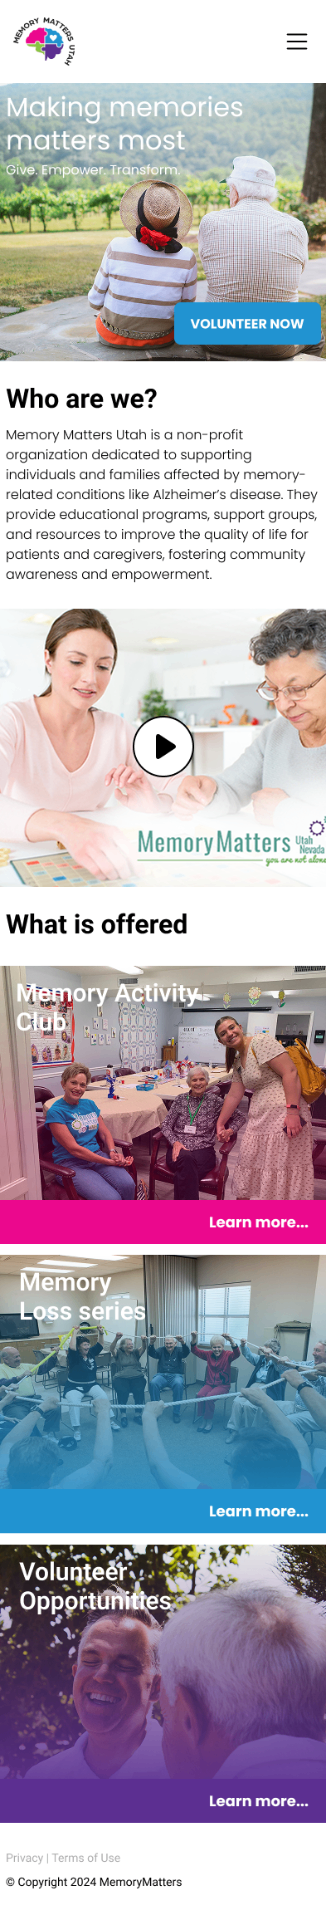 MEMORY MATTERS UTAH
Making memories
matters most
Give. Empower. Transform.
VOLUNTEER NOW
Who are we?
Memory Matters Utah is a non-profit
organization dedicated to supporting
individuals and families affected by memory-
related conditions like Alzheimer’s disease. They
provide educational programs, support groups,
and resources to improve the quality of life for
patients and caregivers, fostering community
awareness and empowerment.
MemoryMatters
Utah
Nevada
you are not alone
What is offered
Memory Activity
Club
Learn more...
Memory
Loss series
Learn more...
Volunteer
Opportunities
Learn more...
Privacy | Terms of Use
© Copyright 2024 MemoryMatters